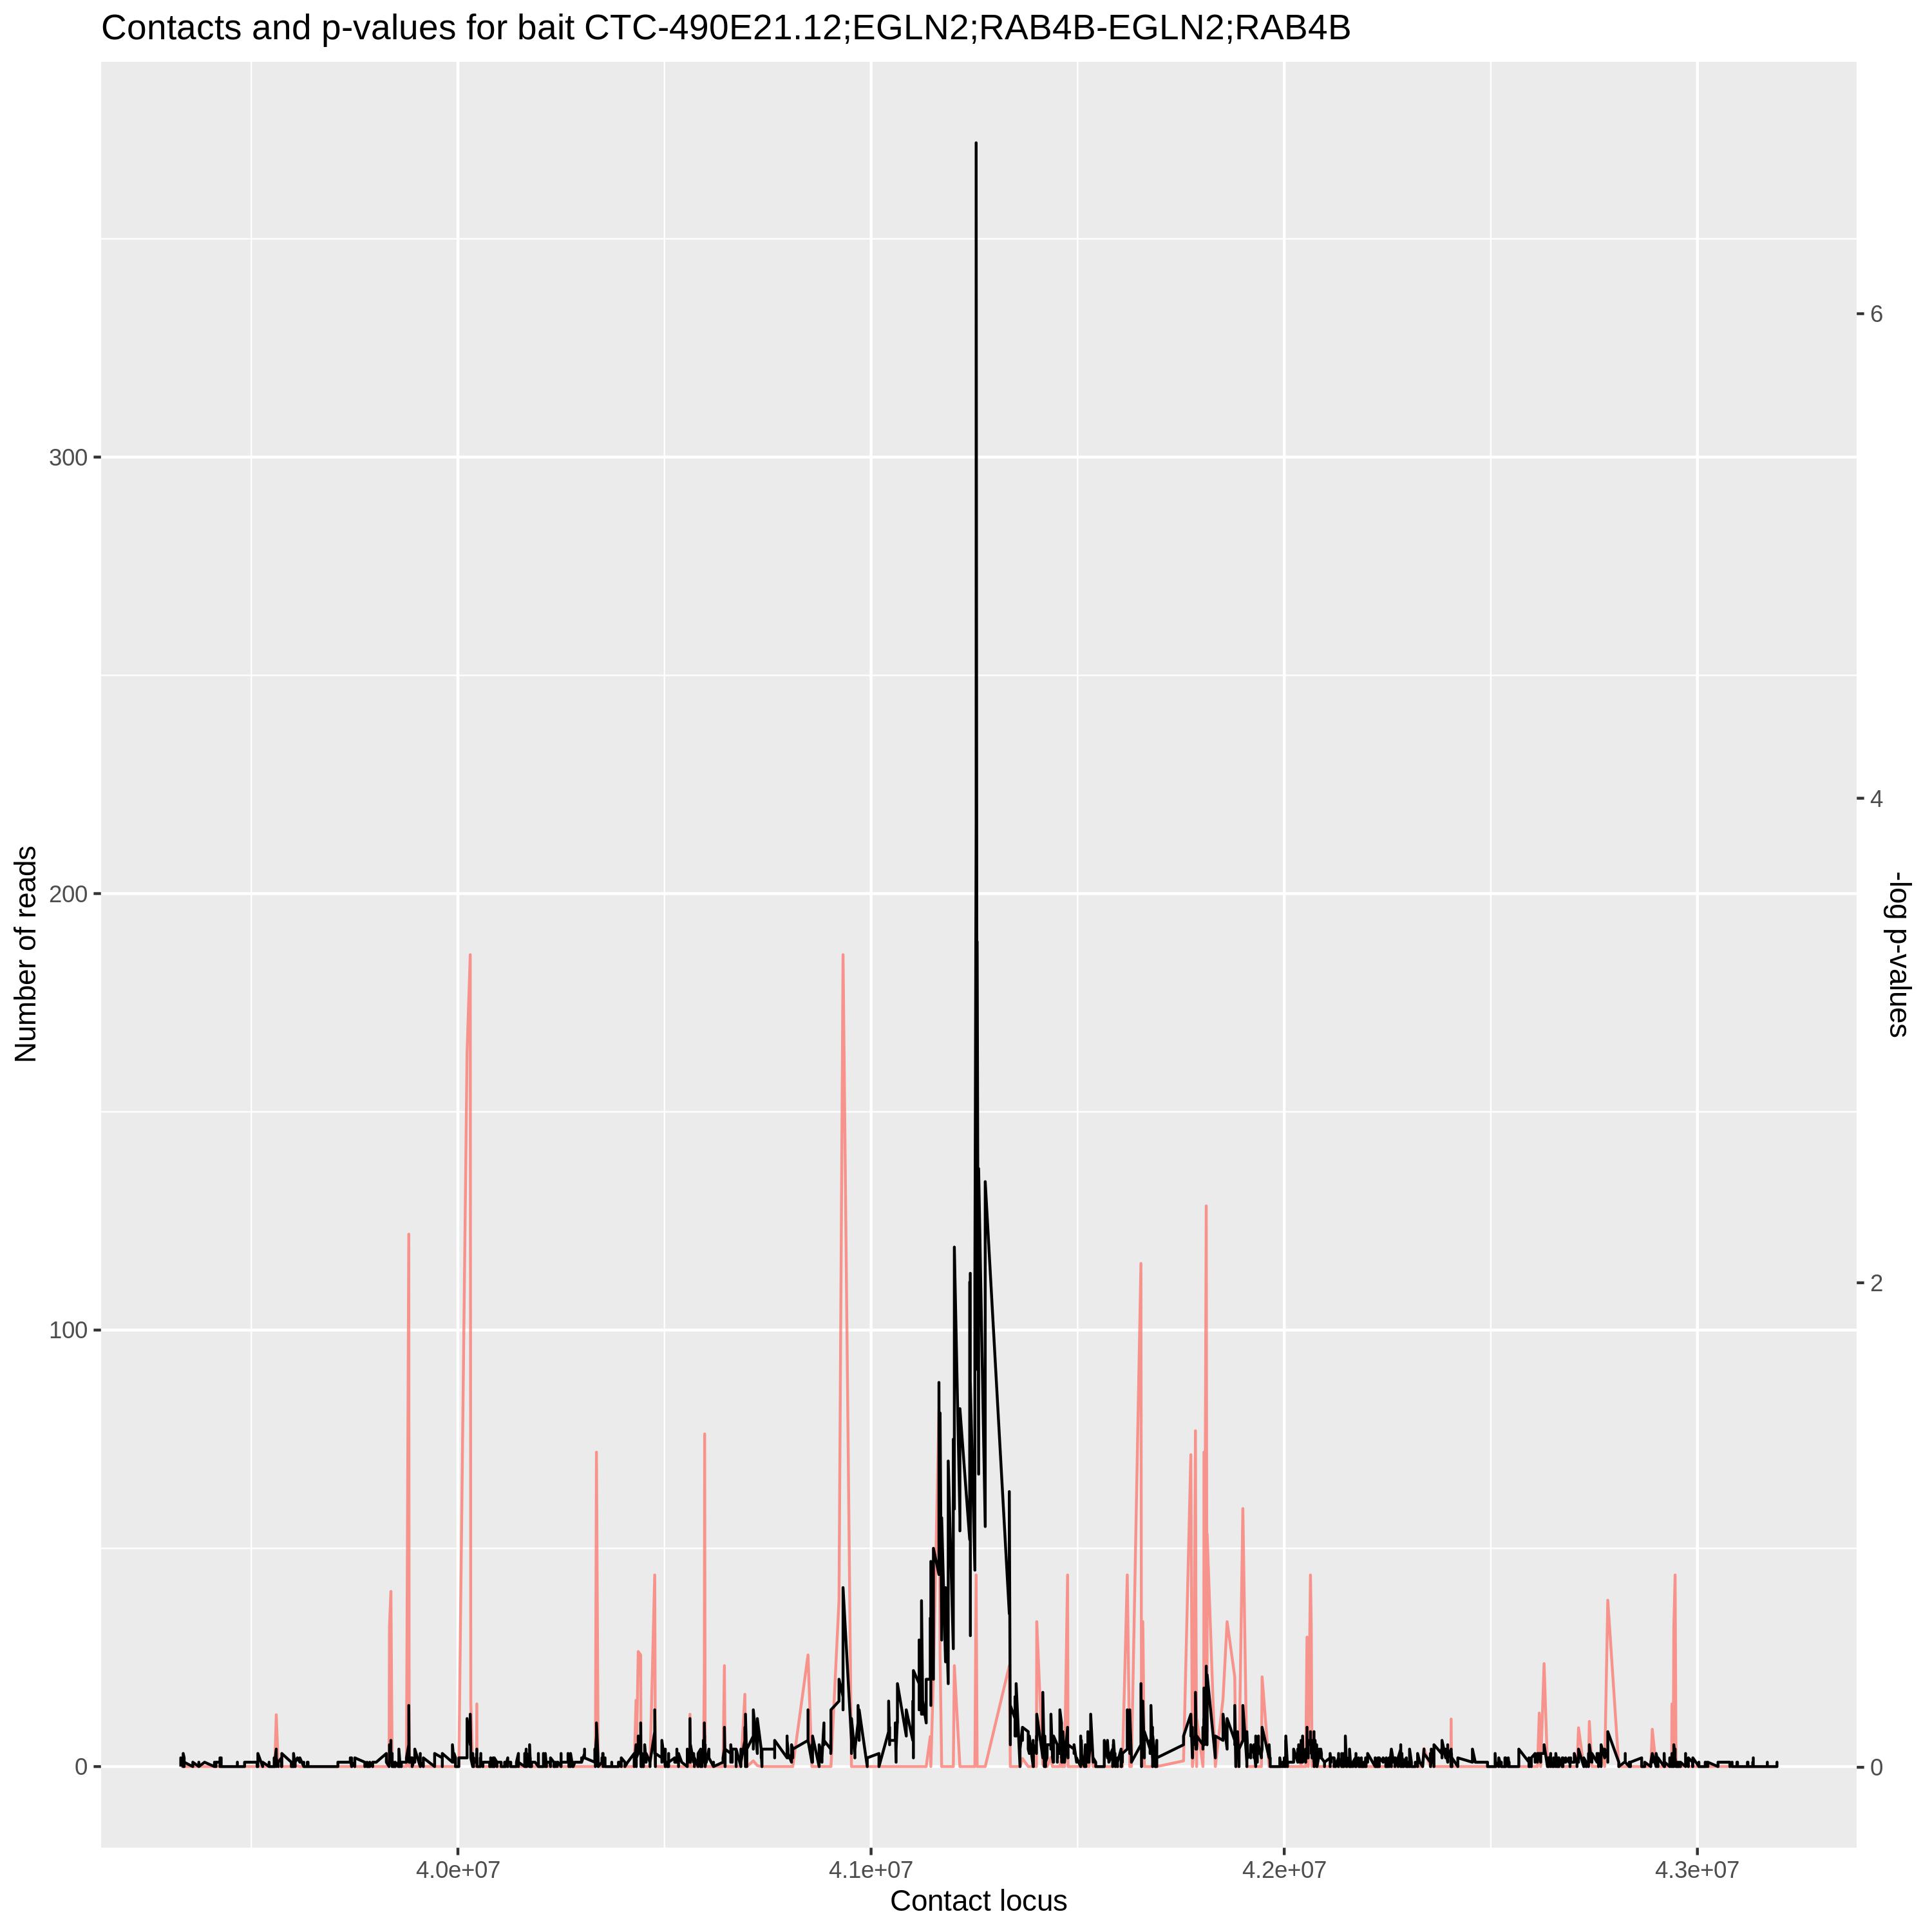 Contacts and p-values for bait CTC-490E21.12;EGLN2;RAB4B-EGLN2;RAB4B
300
200
100
0
Number of reads
6
4
2
0
-log p-values
4.0e+07
4.1e+07
4.2e+07
4.3e+07
Contact locus